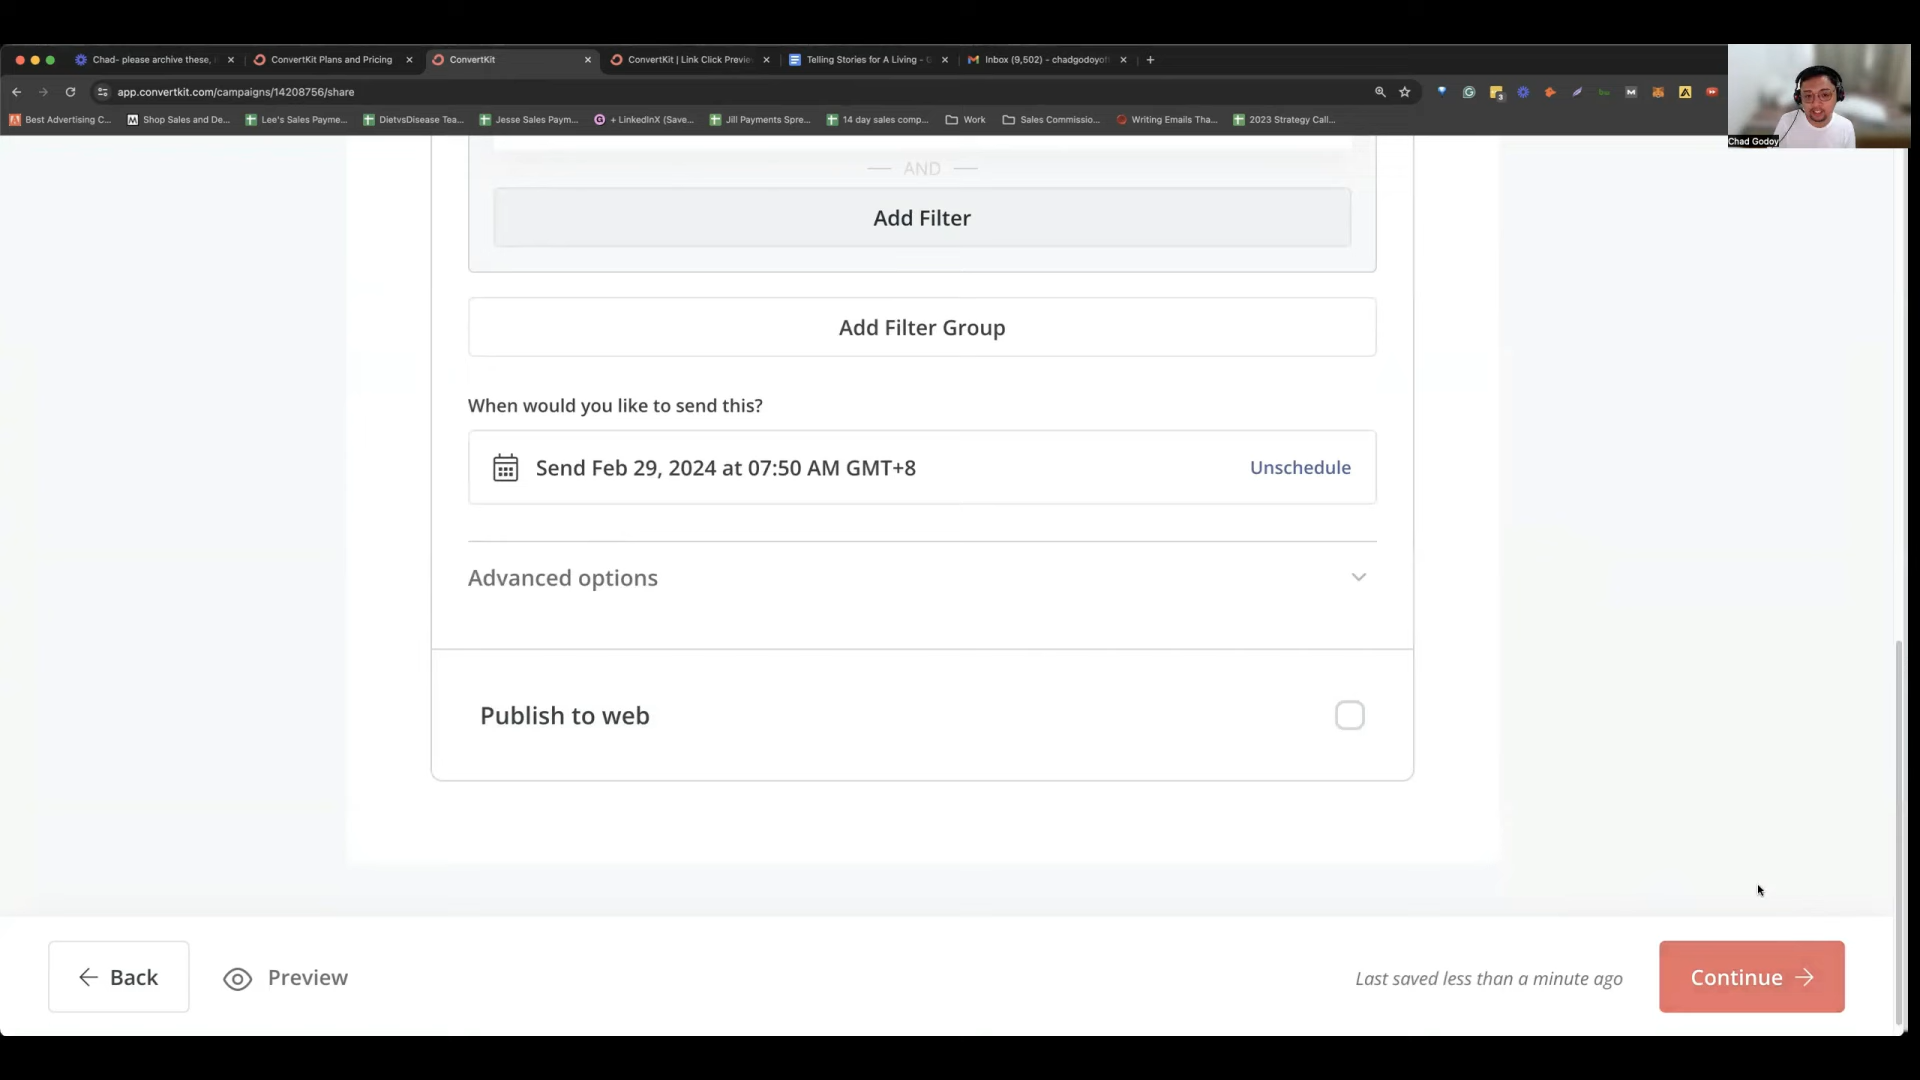 Chad- please archive these,
ConvertKit Plans and Pricing
ConvertKit
ConvertKit | Link Click Previe
Telling Stories for A Living -
Inbox (9,502) - chadgodoyof
app.convertkit.com/campaigns/14208756/share
Best Advertising C...
Shop Sales and De...
Lee's Sales Payme...
DietvsDisease Tea...
Jesse Sales Paym...
+ LinkedInX (Save...
Jill Payments Spre...
14 day sales comp...
Work
Sales Commissio...
Writing Emails Tha...
2023 Strategy Call...
Chad Godoy
AND
Add Filter
Add Filter Group
When would you like to send this?
Send Feb 29, 2024 at 07:50 AM GMT+8
Unschedule
Advanced options
Publish to web
Back
Preview
Last saved less than a minute ago
Continue